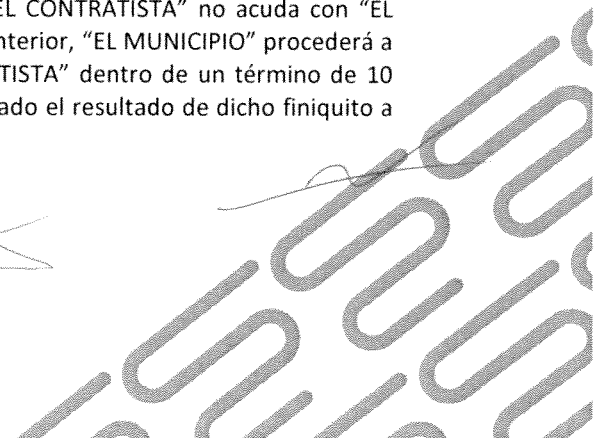 EL CONTRATISTA” no acuda con “EL
nterior, “EL MUNICIPIO” procederá a
TISTA” dentro de un término de 10
ado el resultado de dicho finiquito a